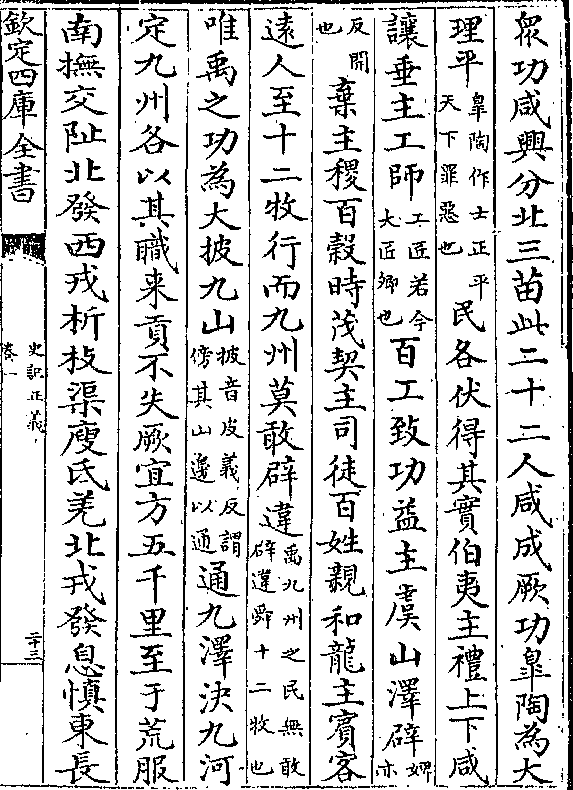 衆功咸興分北三苗此二十二人咸成厥功臯陶為大
理平臯陶作士正平天下罪惡也民各伏得其實伯夷主禮上下咸
讓垂主工師工匠若今大匠卿也百工致功益主虞山澤辟婢亦
反開也棄主稷百穀時茂契主司徒百姓親和龍主賓客
逺人至十二牧行而九州莫敢辟違禹九州之民無敢辟違舜十二牧也
唯禹之功為大披九山披音皮義反謂傍其山邊以通通九澤決九河
定九州各以其職来貢不失厥宜方五千里至于荒服
南撫交阯北發西戎析枝渠廋氐羌北戎發息慎東長
欽定四庫全書
史記正義
卷一
二十三